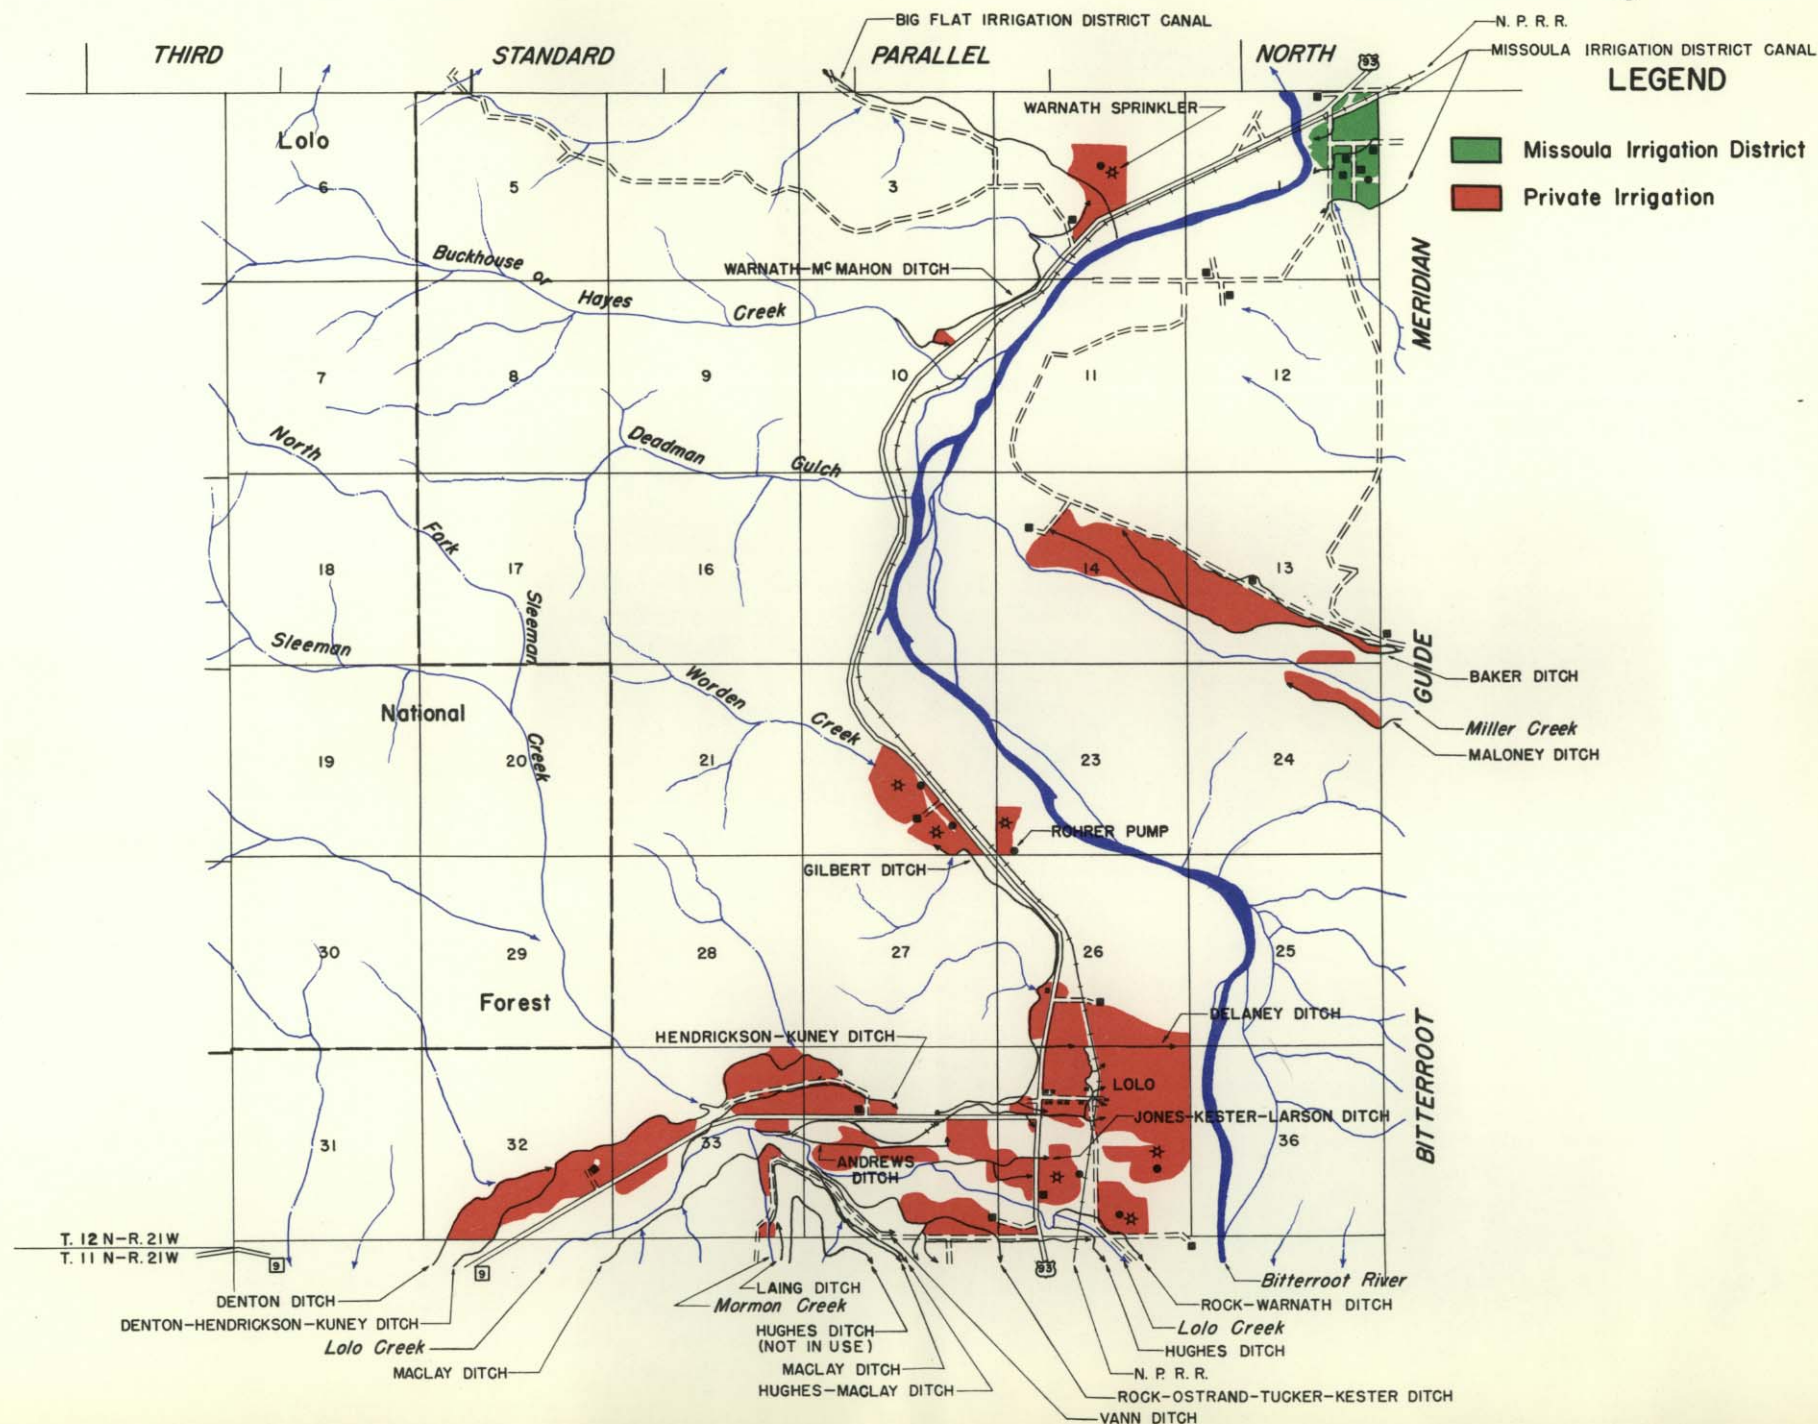 BIG FLAT IRRIGATION DISTRICT CANAL
N. P. R. R.
MISSOULA IRRIGATION DISTRICT CANAL
THIRD STANDARD PARALLEL NORTH
93
LEGEND
Missoula Irrigation District
Private Irrigation
WARNATH SPRINKLER
Lolo
6
5
3
1
Buckhouse or Hayes Creek
WARNATH-McMAHON DITCH
MERIDIAN
7
8
9
10
11
12
North Fork Sleeman Creek
Deadman Gulch
18
17
16
14
13
Sleeman
GUIDE
BAKER DITCH
Worden Creek
Miller Creek
MALONEY DITCH
National
19
20
21
23
24
ROHRER PUMP
GILBERT DITCH
30
29
28
27
26
25
Forest
DELANEY DITCH
HENDRICKSON-KUNEY DITCH
BITTERROOT
LOLO
JONES-KESTER-LARSON DITCH
31
32
33
36
ANDREWS
DITCH
T. 12 N-R. 21W
T. 11 N-R. 21W
9
9
93
Bitterroot River
LAING DITCH
DENTON DITCH
Mormon Creek
ROCK-WARNATH DITCH
DENTON-HENDRICKSON-KUNEY DITCH
HUGHES DITCH
(NOT IN USE)
Lolo Creek
Lolo Creek
HUGHES DITCH
MACLAY DITCH
MACLAY DITCH
N. P. R. R.
HUGHES-MACLAY DITCH
ROCK-OSTRAND-TUCKER-KESTER DITCH
VANN DITCH